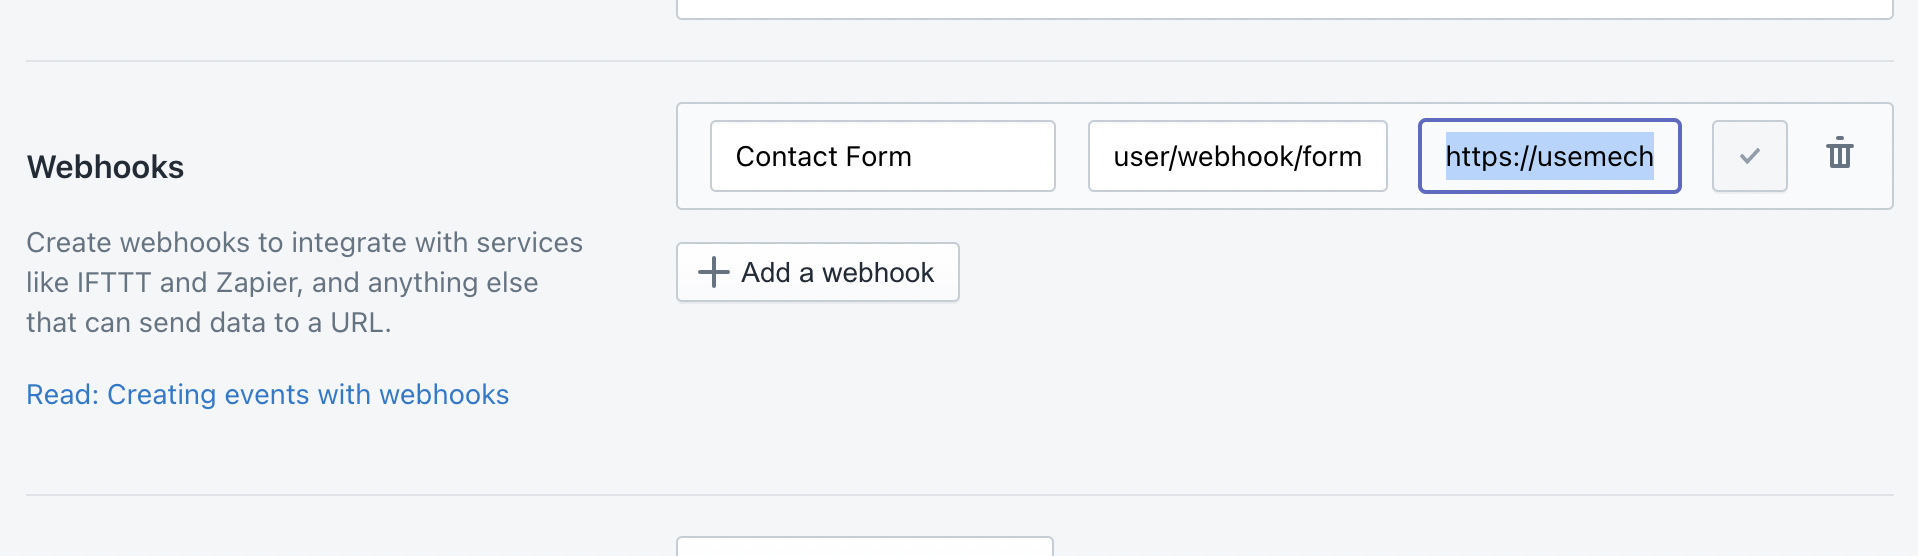 Webhooks
Create webhooks to integrate with services
like IFTTT and Zapier, and anything else
that can send data to a URL.
Read: Creating events with webhooks
Contact Form
user/webhook/form
https://usemech
Add a webhook